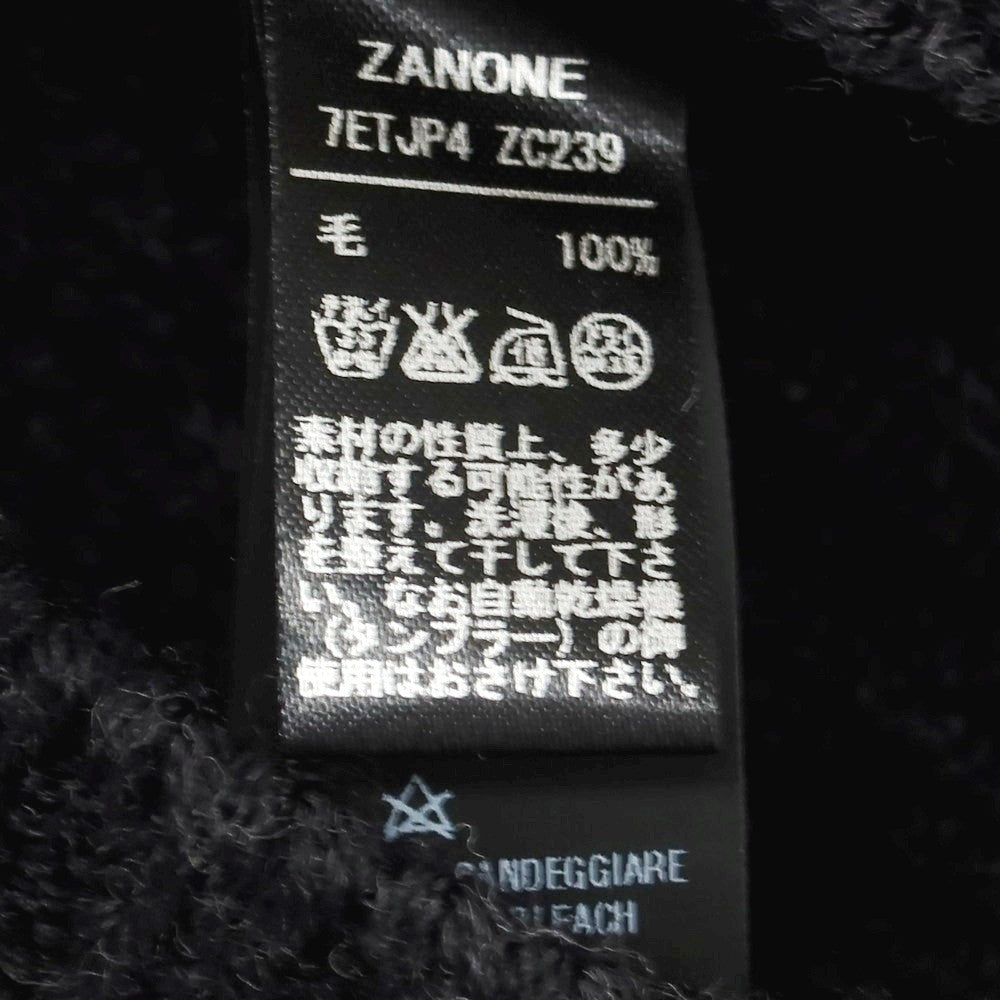 ZANONE
7ETJP4 ZC239
毛 100%
素材の性質上、多少
収縮する可能性があ
ります。洗濯後、形
を整えて干して下さ
い。なお自動乾燥機
(タンブラー)の御
使用はおさけ下さい。
ANDEGGIARE
BLEACH